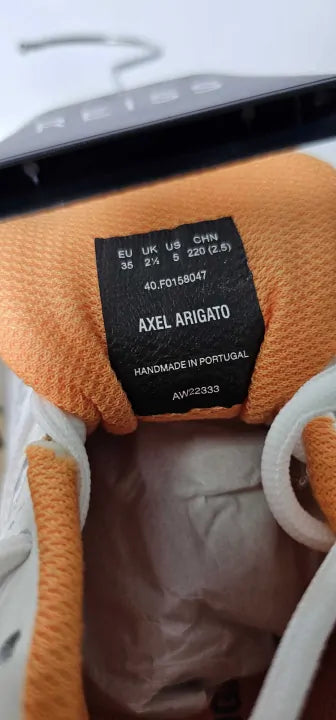 REISS
EU UK US CHN
35 2½ 5 220 (2.5)
40.F0158047
AXEL ARIGATO
HANDMADE IN PORTUGAL
AW22333